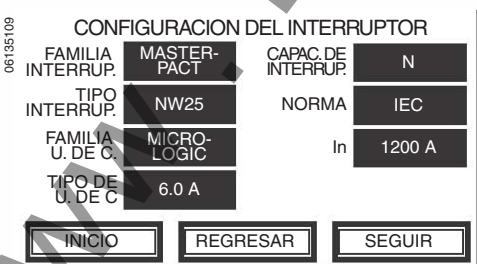 06135109
CONFIGURACION DEL INTERRUPTOR
FAMILIA
INTERRUP.
MASTER-
PACT
CAPAC. DE
INTERRUP.
N
TIPO
INTERRUP.
NW25
NORMA
IEC
FAMILIA
U. DE C.
MICRO-
LOGIC
In
1200 A
TIPO DE
U. DE C
6.0 A
INICIO
REGRESAR
SEGUIR